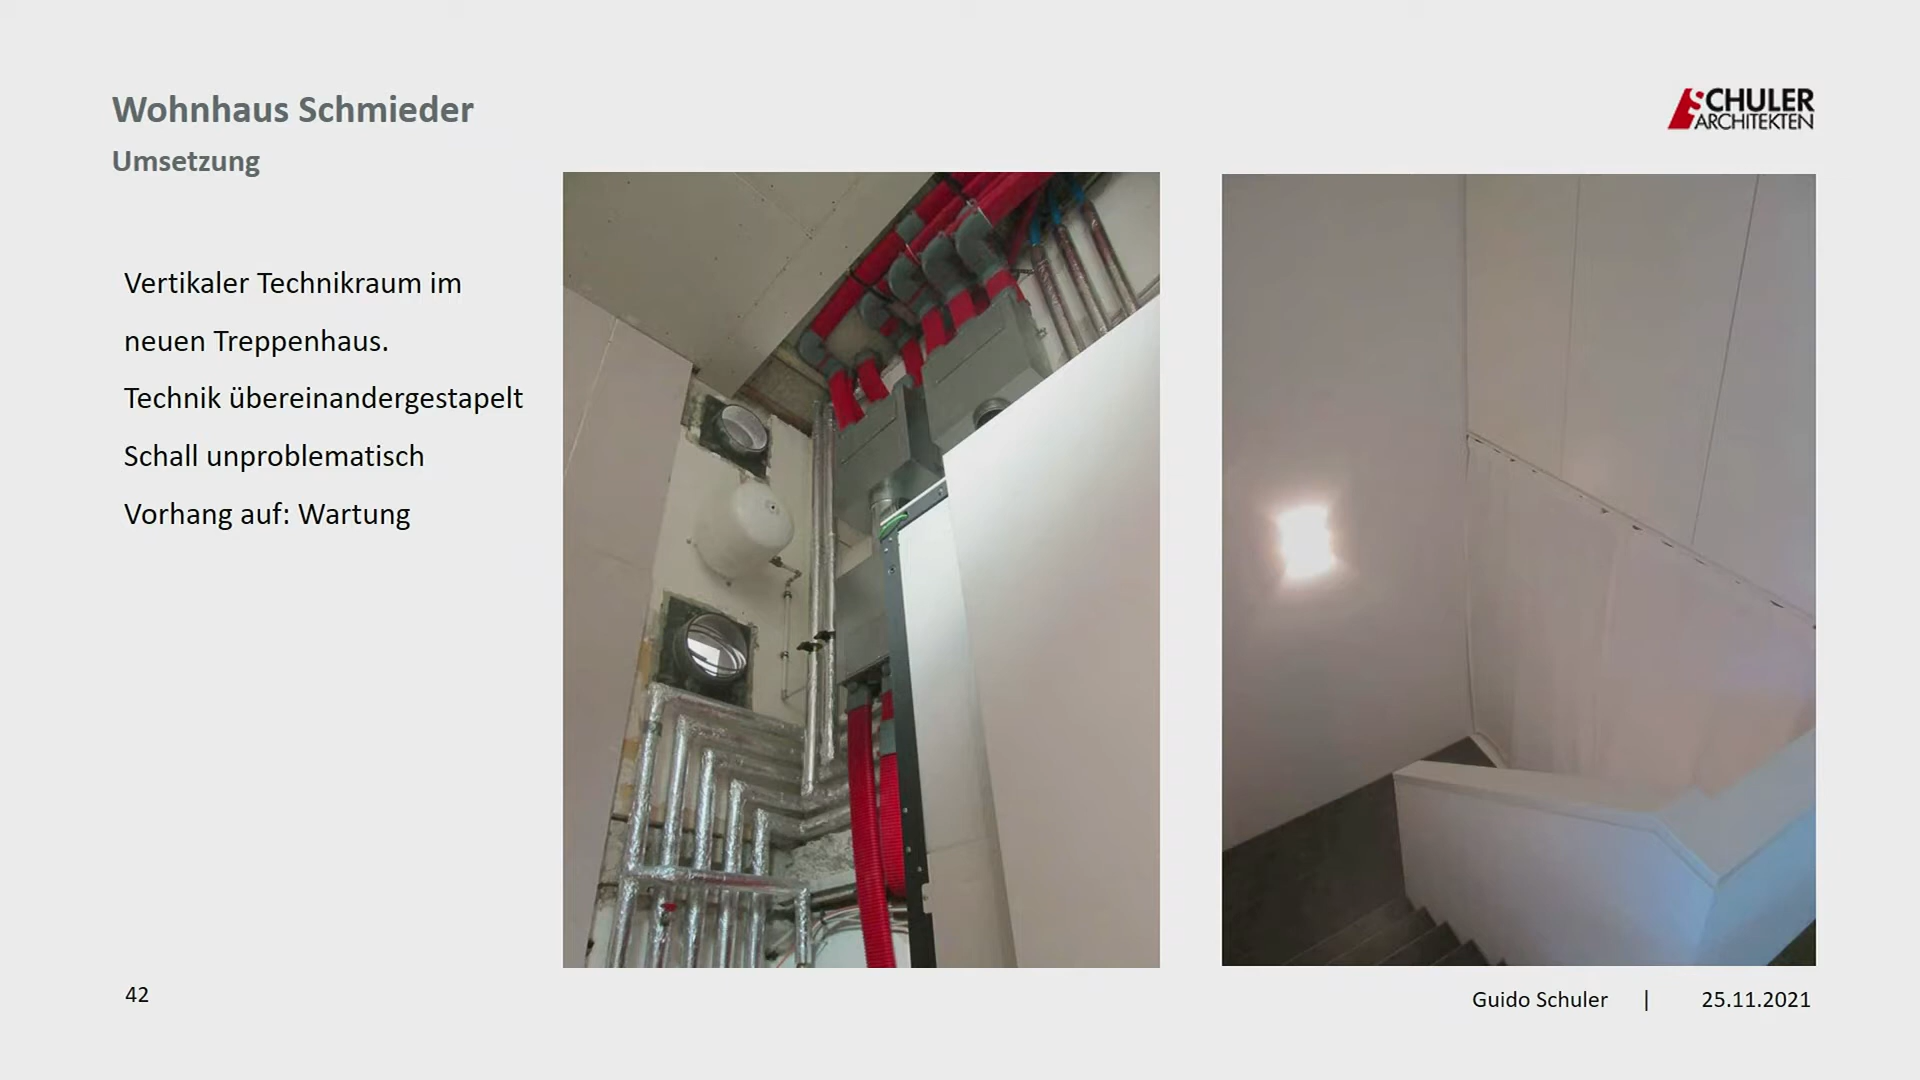 Wohnhaus Schmieder
Umsetzung
SCHULER
ARCHITEKTEN
Vertikaler Technikraum im
neuen Treppenhaus.
Technik übereinandergestapelt
Schall unproblematisch
Vorhang auf: Wartung
42
Guido Schuler | 25.11.2021